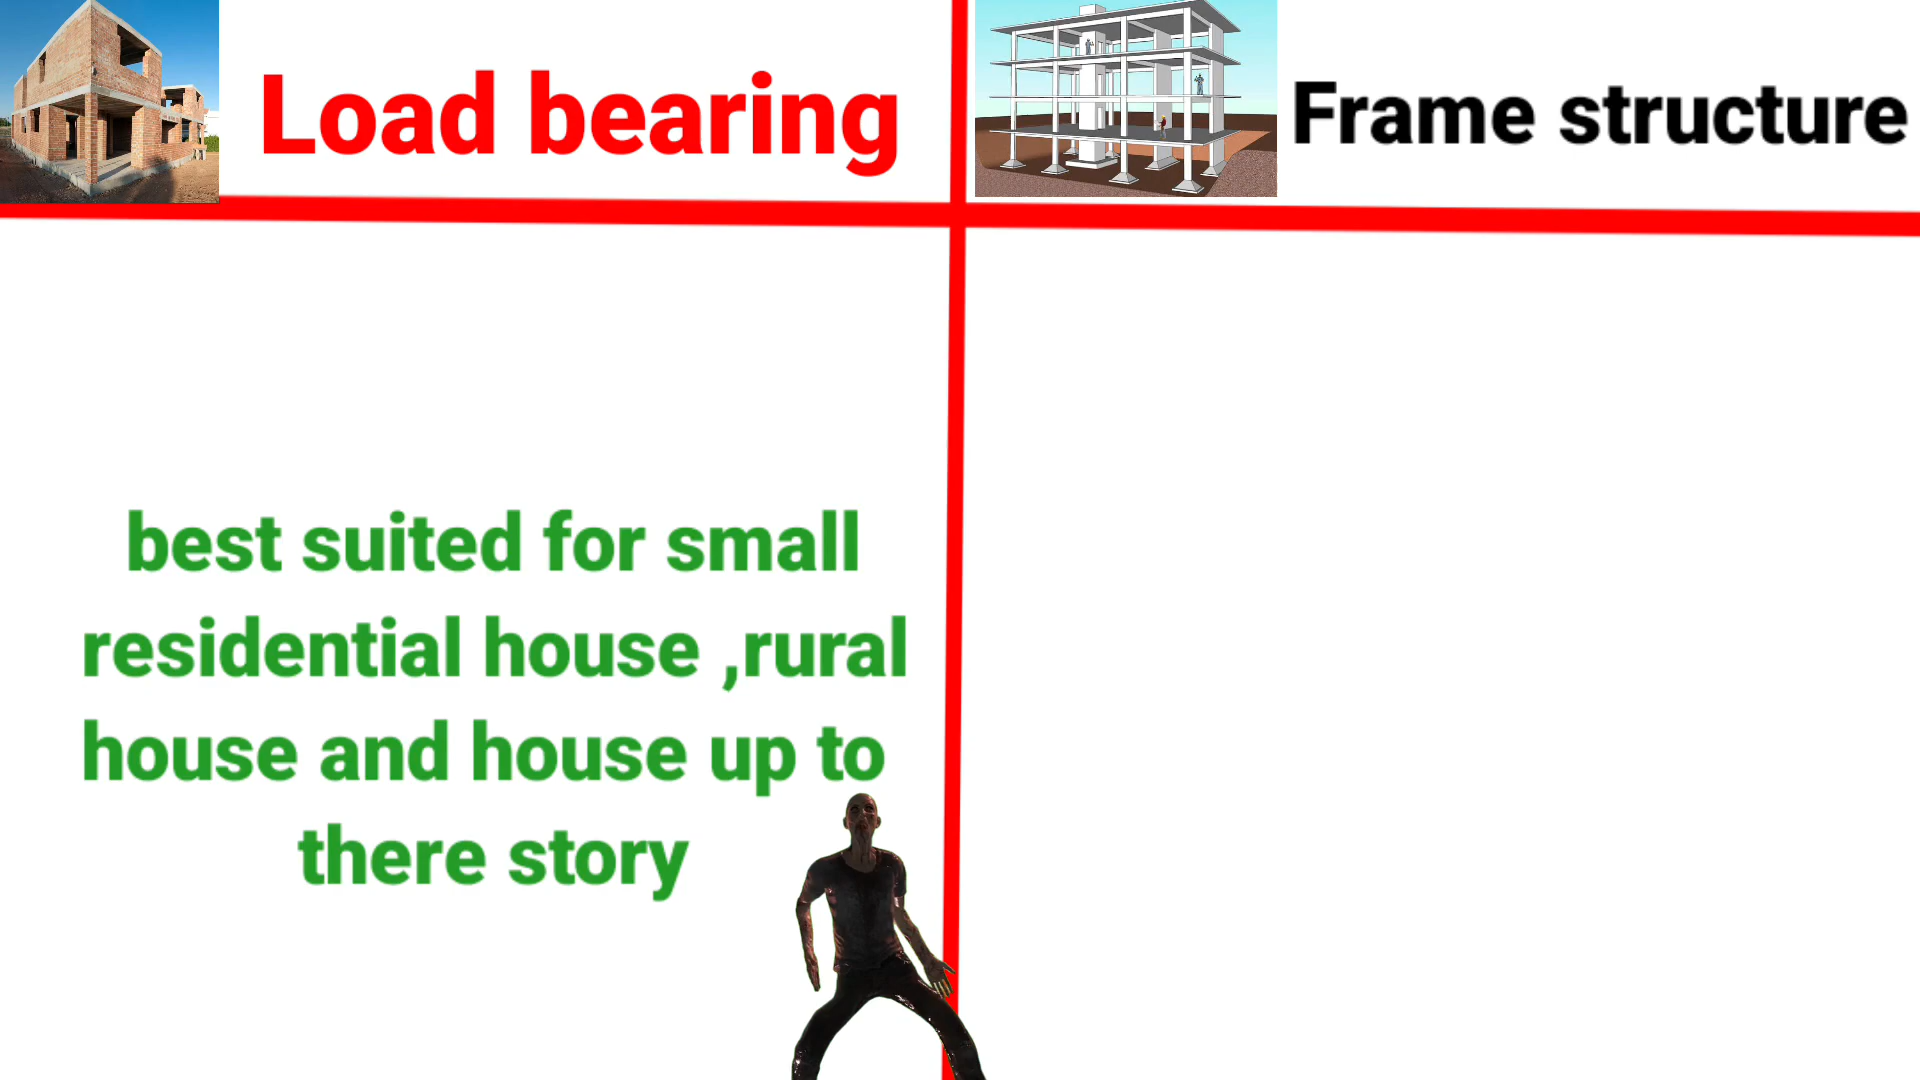 Load bearing
Frame structure
best suited for small
residential house ,rural
house and house up to
there story